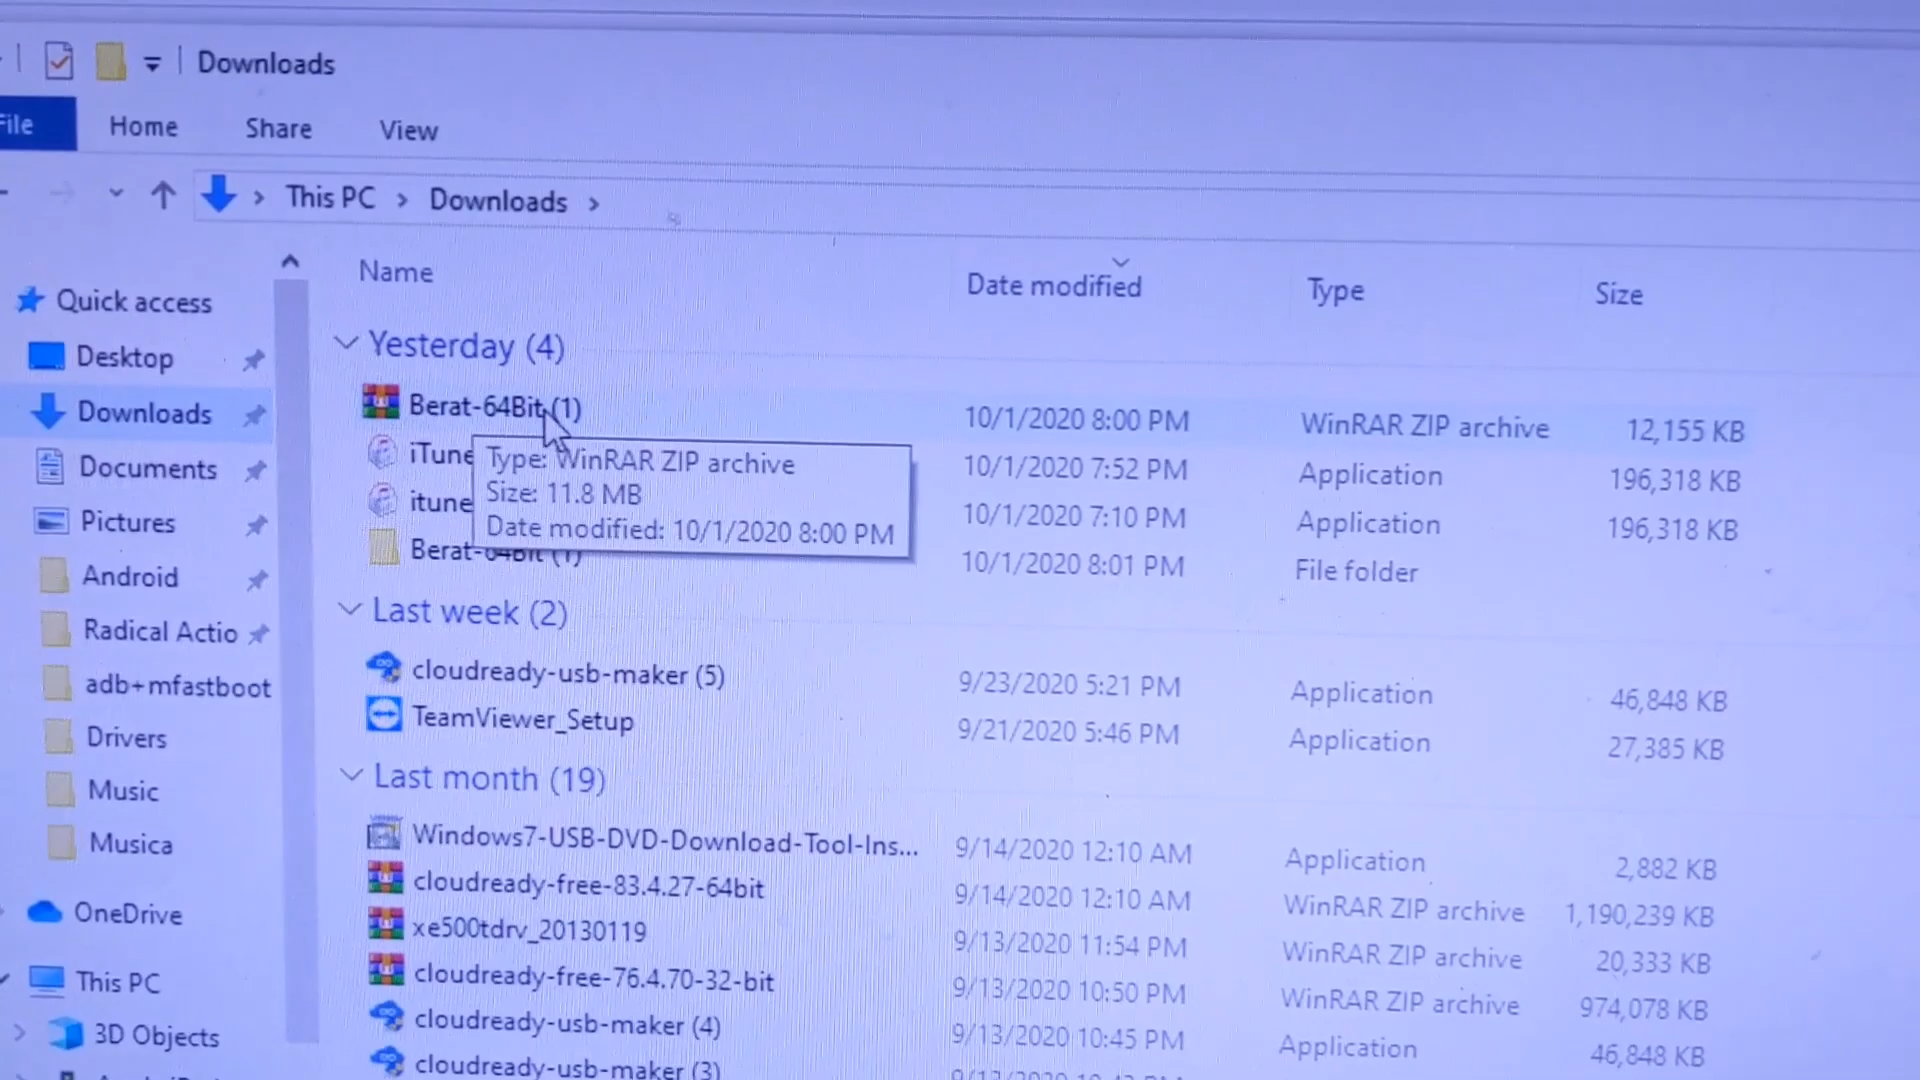 Downloads
File
Home
Share
View
This PC
Downloads
Name
Date modified
Type
Size
Quick access
Desktop
Downloads
Documents
Pictures
Android
Radical Actio
adb+mfastboot
Drivers
Music
Musica
OneDrive
This PC
3D Objects
Yesterday (4)
Berat-64Bit (1) 10/1/2020 8:00 PM WinRAR ZIP archive 12,155 KB
iTune 10/1/2020 7:52 PM Application 196,318 KB
itune 10/1/2020 7:10 PM Application 196,318 KB
Berat-64Bit (1) 10/1/2020 8:01 PM File folder
Type: WinRAR ZIP archive
Size: 11.8 MB
Date modified: 10/1/2020 8:00 PM
Last week (2)
cloudready-usb-maker (5) 9/23/2020 5:21 PM Application 46,848 KB
TeamViewer_Setup 9/21/2020 5:46 PM Application 27,385 KB
Last month (19)
Windows7-USB-DVD-Download-Tool-Ins... 9/14/2020 12:10 AM Application 2,882 KB
cloudready-free-83.4.27-64bit 9/14/2020 12:10 AM WinRAR ZIP archive 1,190,239 KB
xe500tdrv_20130119 9/13/2020 11:54 PM WinRAR ZIP archive 20,333 KB
cloudready-free-76.4.70-32-bit 9/13/2020 10:50 PM WinRAR ZIP archive 974,078 KB
cloudready-usb-maker (4) 9/13/2020 10:45 PM Application 46,848 KB
cloudready-usb-maker (3)